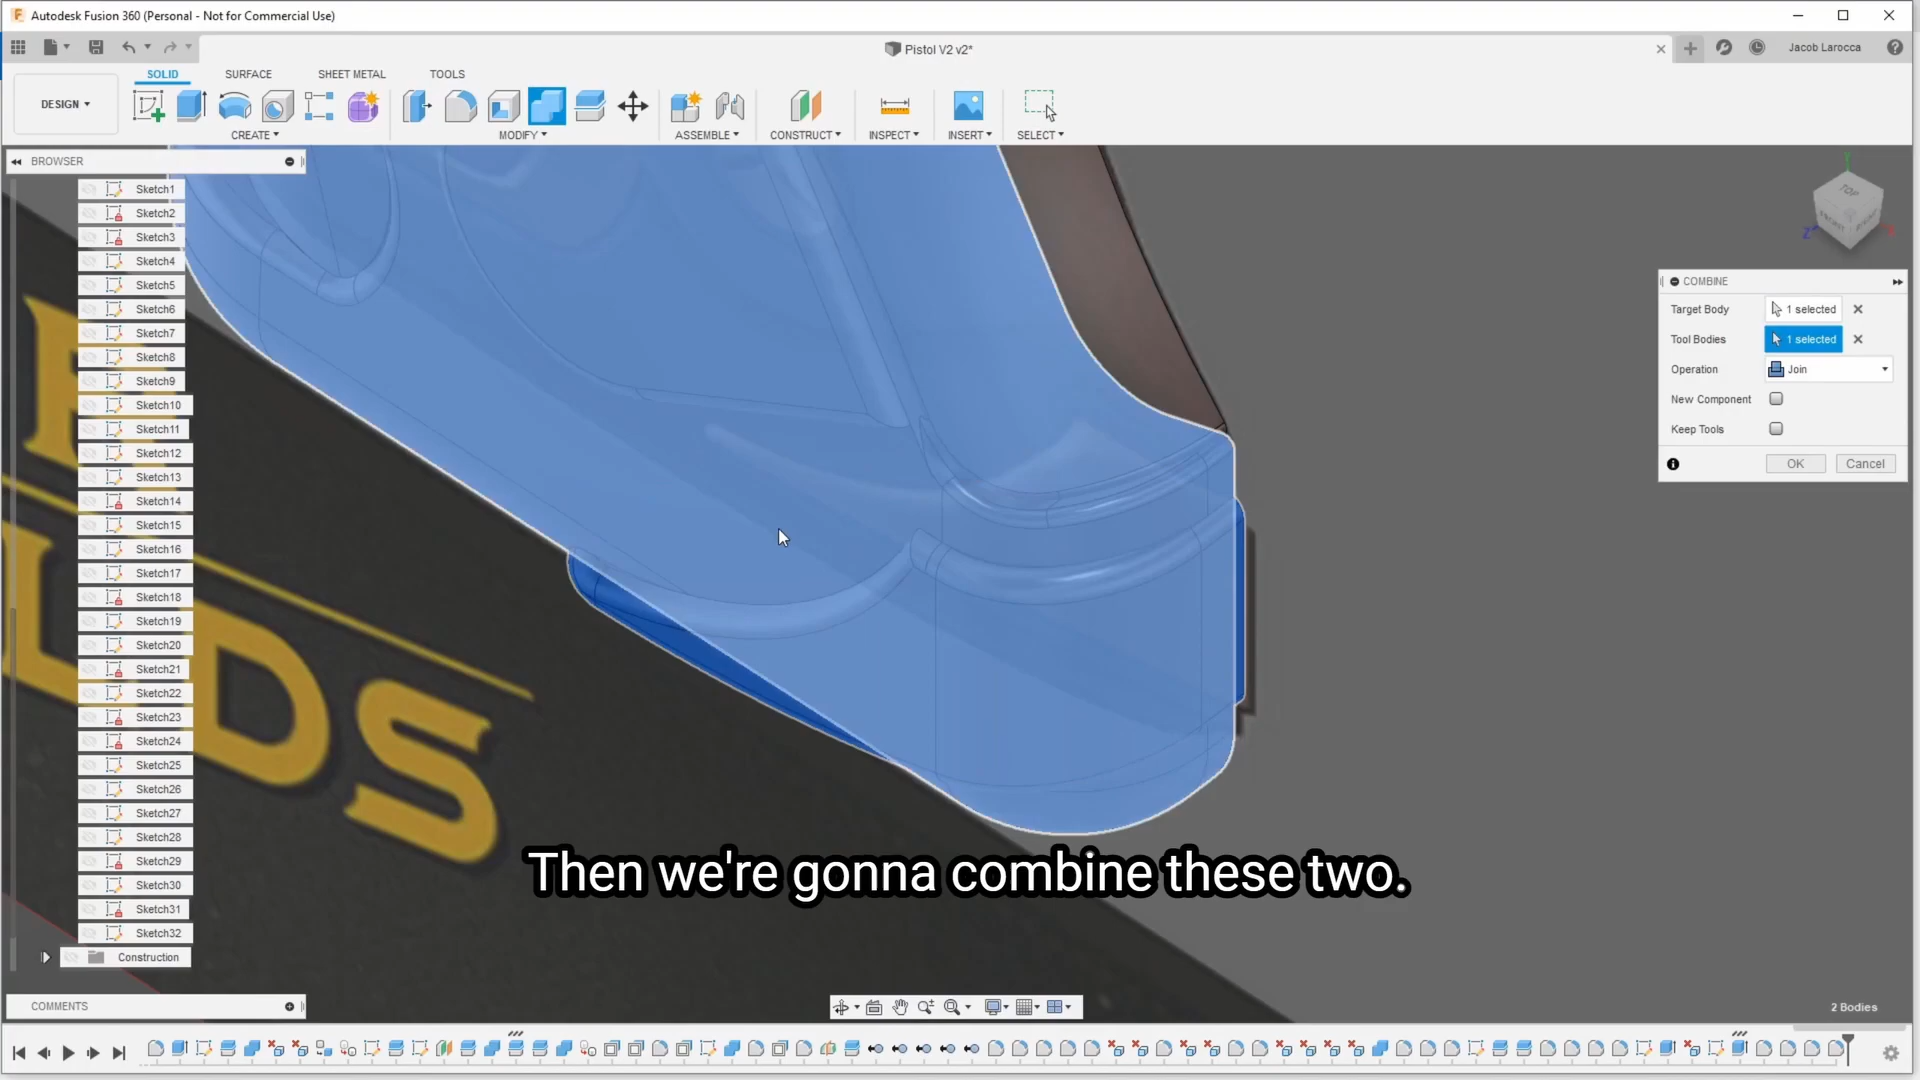 Autodesk Fusion 360 (Personal - Not for Commercial Use)
Pistol V2 v2*
Jacob Larocca
DESIGN
SOLID
SURFACE
SHEET METAL
TOOLS
CREATE
MODIFY
ASSEMBLE
CONSTRUCT
INSPECT
INSERT
SELECT
BROWSER
Sketch1
Sketch2
Sketch3
Sketch4
Sketch5
Sketch6
Sketch7
Sketch8
Sketch9
Sketch10
Sketch11
Sketch12
Sketch13
Sketch14
Sketch15
Sketch16
Sketch17
Sketch18
Sketch19
Sketch20
Sketch21
Sketch22
Sketch23
Sketch24
Sketch25
Sketch26
Sketch27
Sketch28
Sketch29
Sketch30
Sketch31
Sketch32
Construction
TOP
FRONT
RIGHT
Y
Z
X
COMBINE
Target Body
1 selected
Tool Bodies
1 selected
Operation
Join
New Component
Keep Tools
OK
Cancel
DS
Then we're gonna combine these two.
COMMENTS
2 Bodies